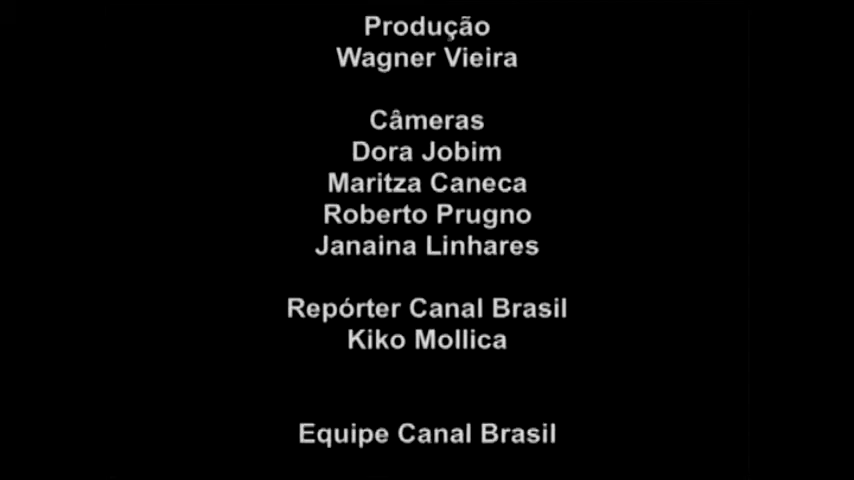 Produção
Wagner Vieira
Câmeras
Dora Jobim
Maritza Caneca
Roberto Prugno
Janaina Linhares
Repórter Canal Brasil
Kiko Mollica
Equipe Canal Brasil